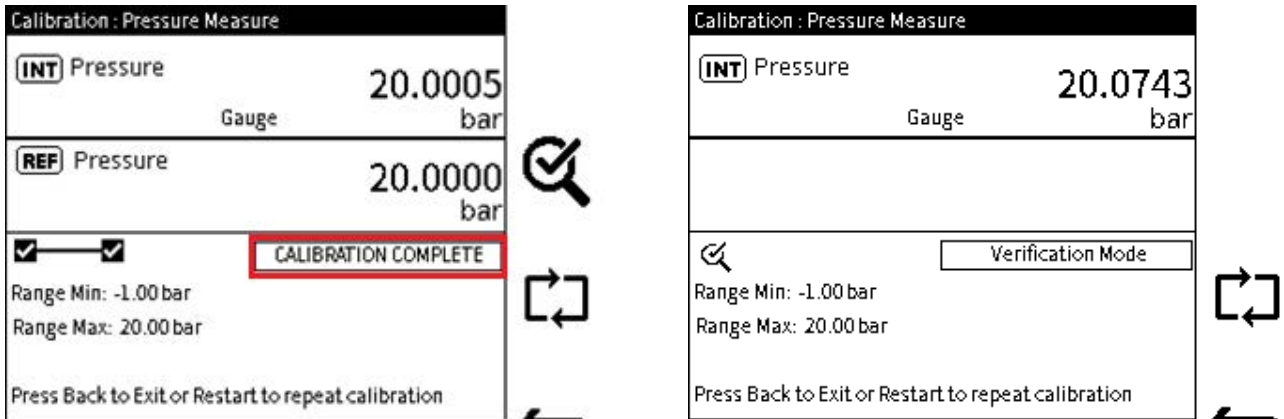 Calibration : Pressure Measure
INT Pressure
20.0005
Gauge
bar
REF Pressure
20.0000
bar
CALIBRATION COMPLETE
Range Min: -1.00 bar
Range Max: 20.00 bar
Press Back to Exit or Restart to repeat calibration
Calibration : Pressure Measure
INT Pressure
20.0743
Gauge
bar
Verification Mode
Range Min: -1.00 bar
Range Max: 20.00 bar
Press Back to Exit or Restart to repeat calibration